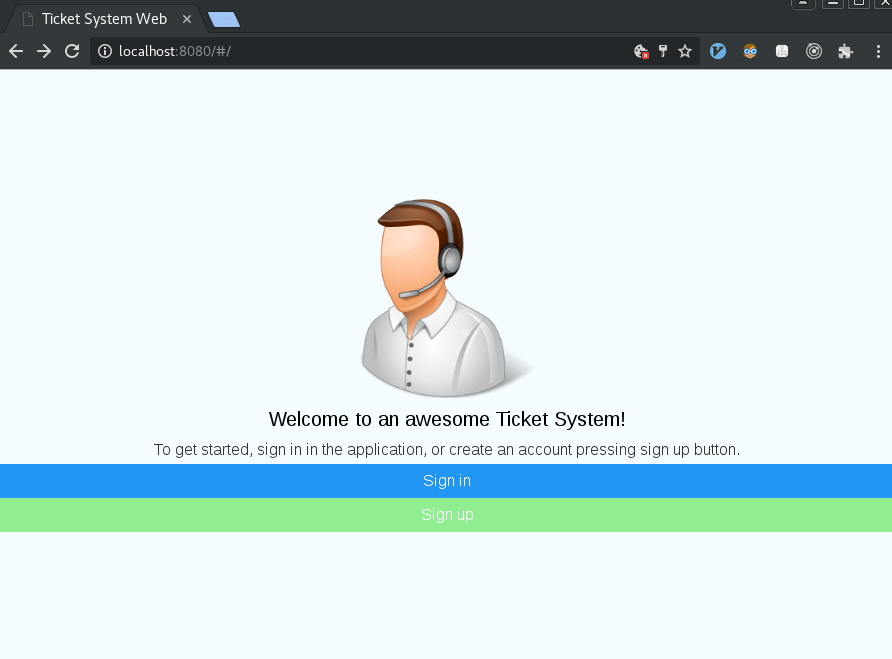 Ticket System Web
localhost:8080/#/
Welcome to an awesome Ticket System!
To get started, sign in in the application, or create an account pressing sign up button.
Sign in
Sign up